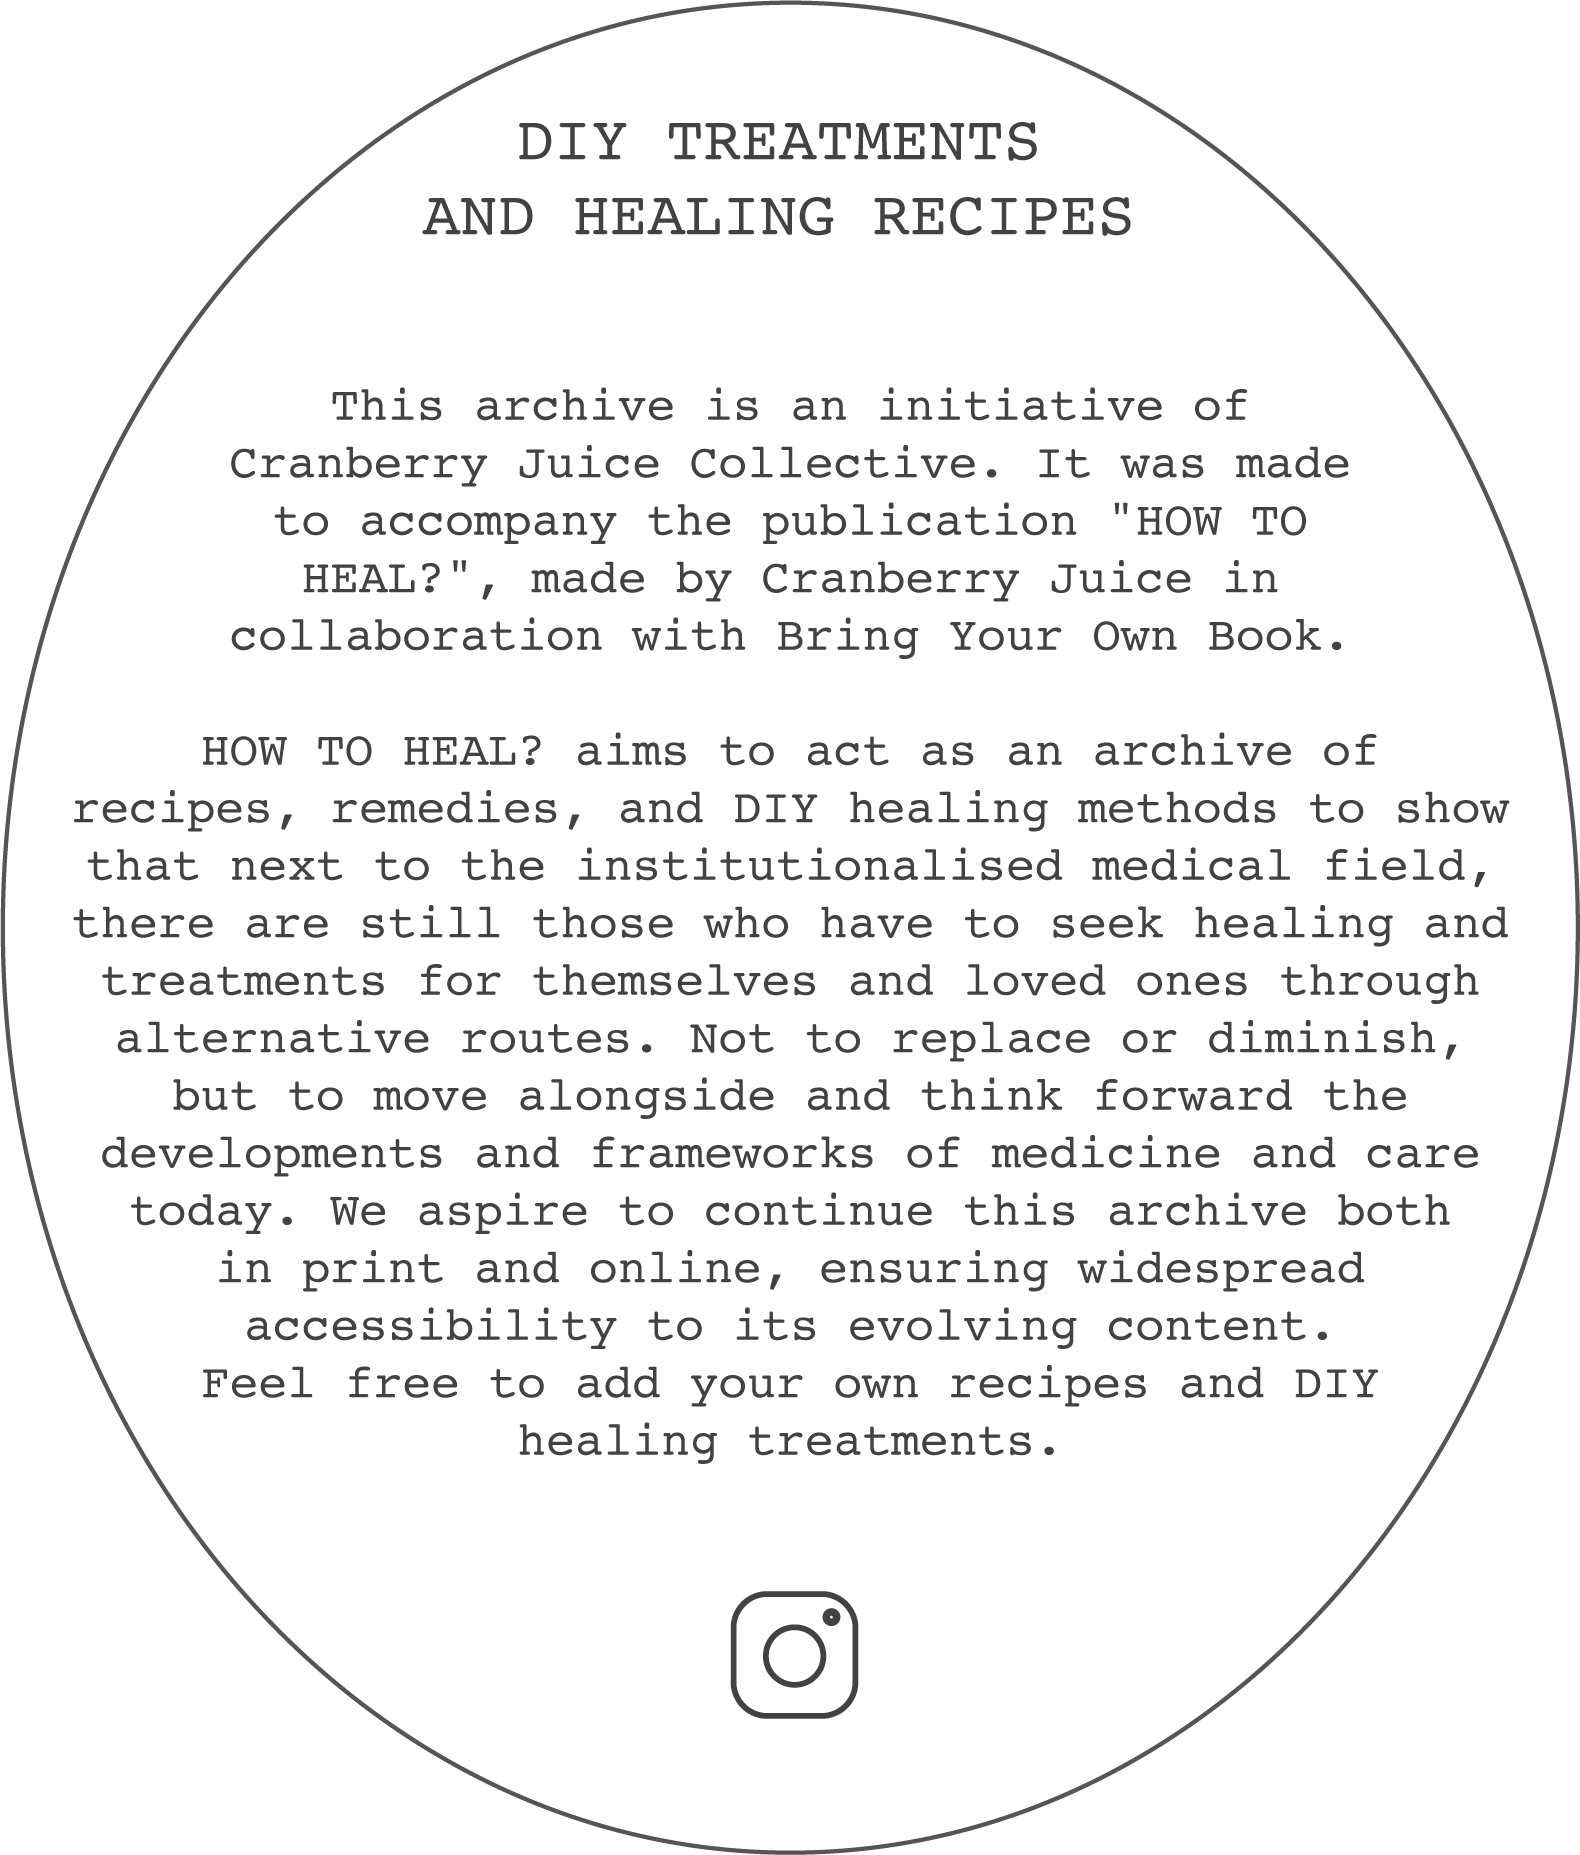 DIY TREATMENTS
AND HEALING RECIPES
This archive is an initiative of
Cranberry Juice Collective. It was made
to accompany the publication "HOW TO
HEAL?", made by Cranberry Juice in
collaboration with Bring Your Own Book.
HOW TO HEAL? aims to act as an archive of
recipes, remedies, and DIY healing methods to show
that next to the institutionalised medical field,
there are still those who have to seek healing and
treatments for themselves and loved ones through
alternative routes. Not to replace or diminish,
but to move alongside and think forward the
developments and frameworks of medicine and care
today. We aspire to continue this archive both
in print and online, ensuring widespread
accessibility to its evolving content.
Feel free to add your own recipes and DIY
healing treatments.